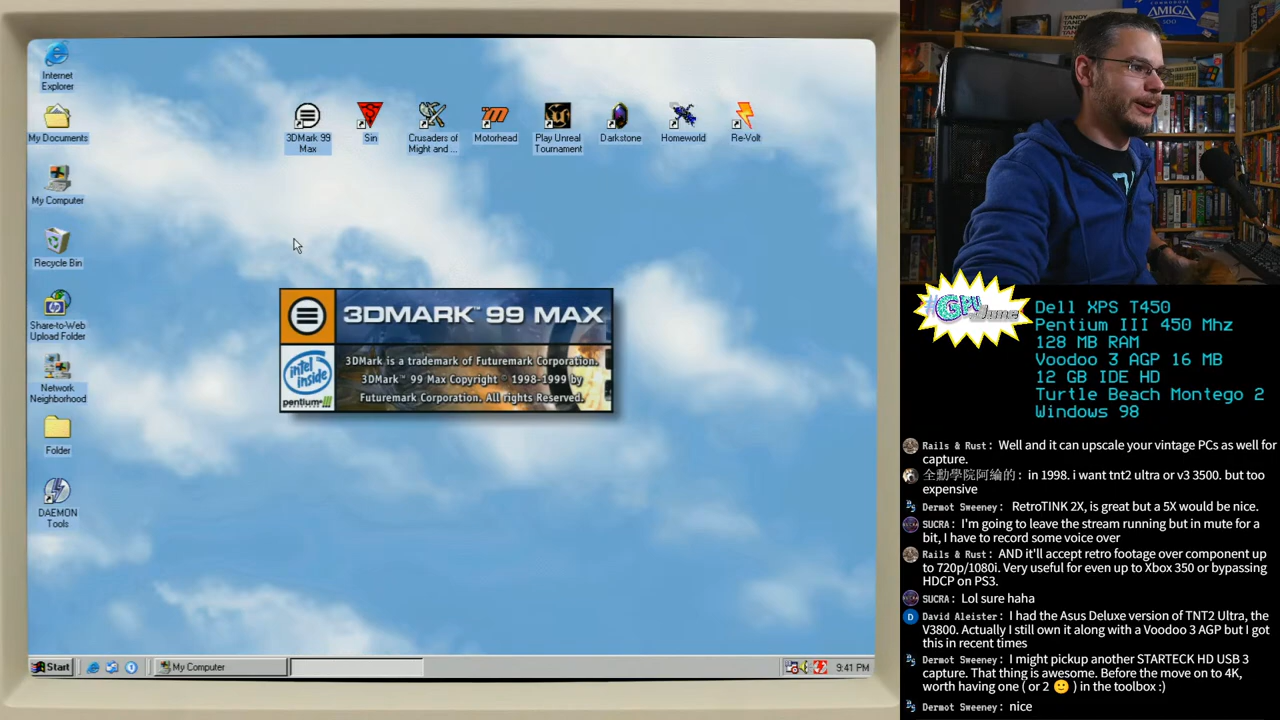 Internet
Explorer
My Documents
My Computer
Recycle Bin
Share-to-Web
Upload Folder
Network
Neighborhood
Folder
DAEMON
Tools
3DMark 99
Max
Sin
Crusaders of
Might and ...
Motorhead
Play Unreal
Tournament
Darkstone
Homeworld
Re-Volt
3DMARK™ 99 MAX
intel
inside
pentium III
3DMark is a trademark of Futuremark Corporation.
3DMark™ 99 Max Copyright © 1998-1999 by
Futuremark Corporation. All rights Reserved.
Start
My Computer
9:41 PM
TANDY
COMMODORE
AMIGA
500
#GPUJune
Dell XPS T450
Pentium III 450 Mhz
128 MB RAM
Voodoo 3 AGP 16 MB
12 GB IDE HD
Turtle Beach Montego 2
Windows 98
Rails & Rust: Well and it can upscale your vintage PCs as well for
capture.
全動學院阿綸的: in 1998. i want tnt2 ultra or v3 3500. but too
expensive
Dermot Sweeney: RetroTINK 2X, is great but a 5X would be nice.
SUCRA: I'm going to leave the stream running but in mute for a
bit, I have to record some voice over
Rails & Rust: AND it'll accept retro footage over component up
to 720p/1080i. Very useful for even up to Xbox 350 or bypassing
HDCP on PS3.
SUCRA: Lol sure haha
D David Aleister: I had the Asus Deluxe version of TNT2 Ultra, the
V3800. Actually I still own it along with a Voodoo 3 AGP but I got
this in recent times
Dermot Sweeney: I might pickup another STARTECK HD USB 3
capture. That thing is awesome. Before the move on to 4K,
worth having one ( or 2 🙂 ) in the toolbox :)
Dermot Sweeney: nice